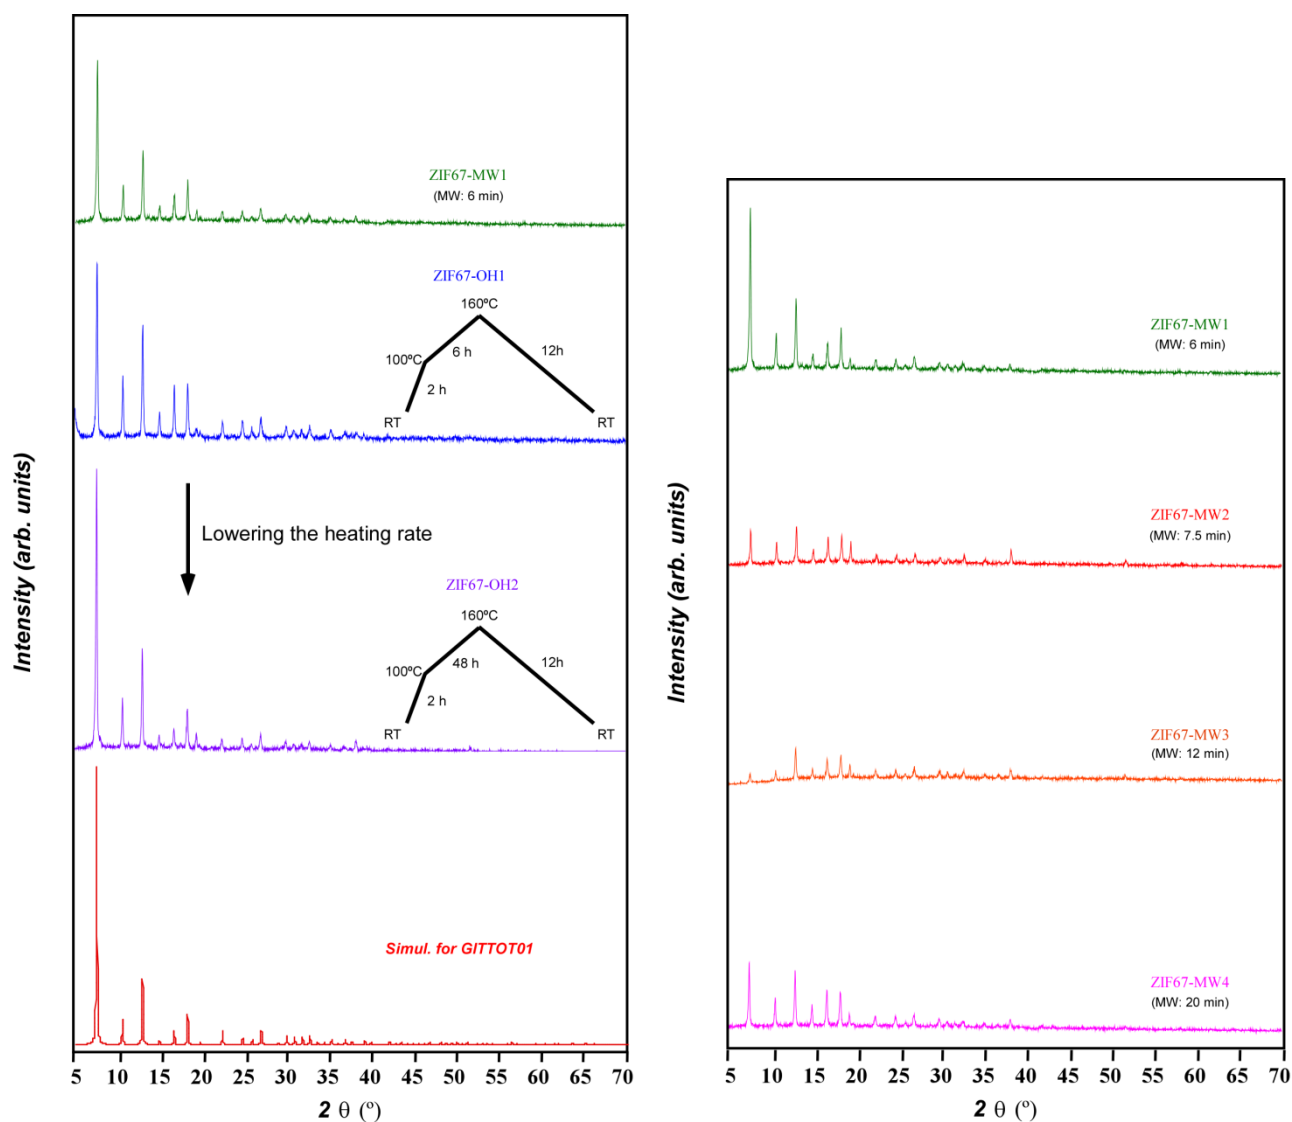 Intensity (arb. units)
ZIF67-MW1
(MW: 6 min)
ZIF67-OH1
160ºC
100ºC
6 h
12h
2 h
RT
RT
Lowering the heating rate
ZIF67-OH2
160ºC
100ºC
48 h
12h
2 h
RT
RT
Simul. for GITTOT01
5 10 15 20 25 30 35 40 45 50 55 60 65 70
2 θ (º)
Intensity (arb. units)
ZIF67-MW1
(MW: 6 min)
ZIF67-MW2
(MW: 7.5 min)
ZIF67-MW3
(MW: 12 min)
ZIF67-MW4
(MW: 20 min)
5 10 15 20 25 30 35 40 45 50 55 60 65 70
2 θ (º)